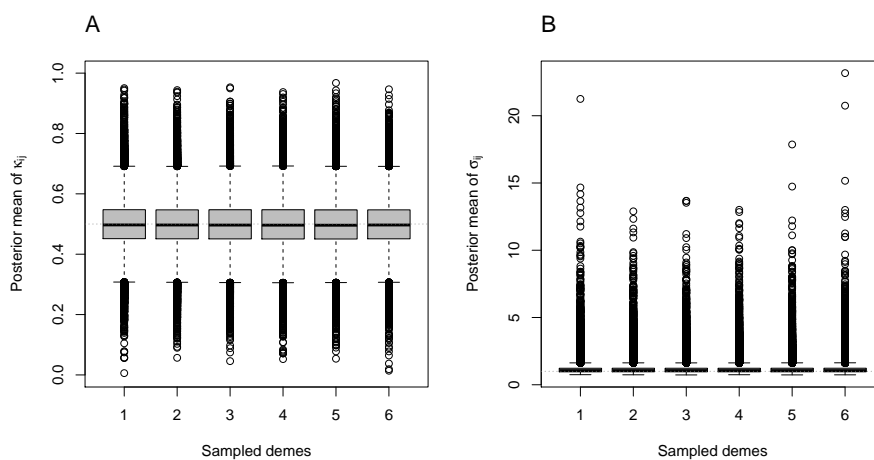 A
Posterior mean of κij
0.0
0.2
0.4
0.6
0.8
1.0
1 2 3 4 5 6
Sampled demes
B
Posterior mean of σij
0
5
10
15
20
1 2 3 4 5 6
Sampled demes